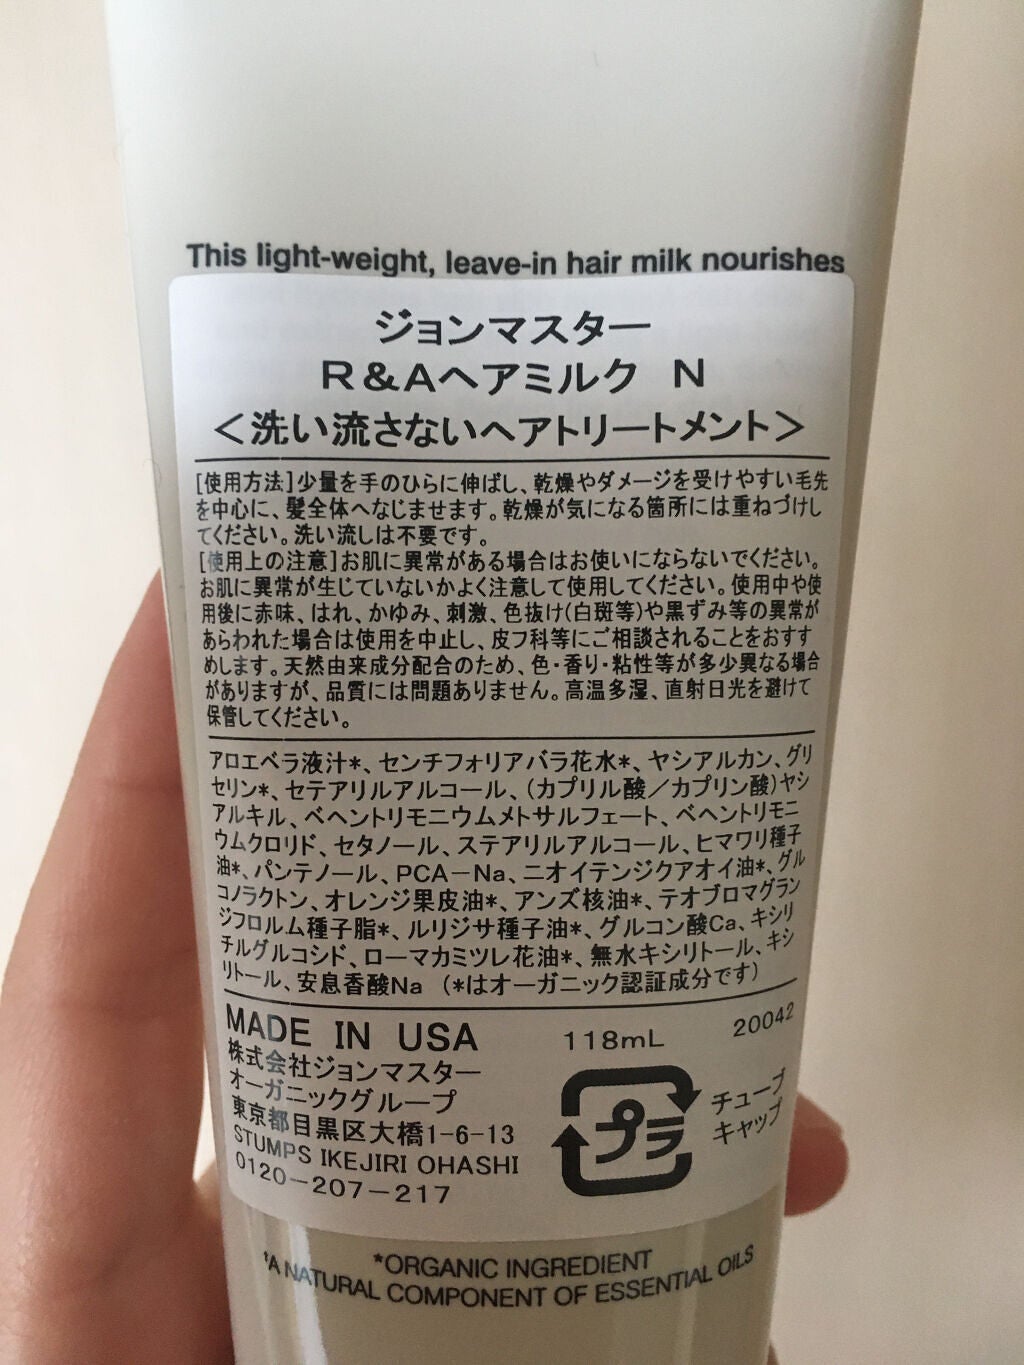 This light-weight, leave-in hair milk nourishes
ジョンマスター
R&Aヘアミルク N
<洗い流さないヘアトリートメント>
[使用方法]少量を手のひらに伸ばし、乾燥やダメージを受けやすい毛先
を中心に、髪全体へなじませます。乾燥が気になる箇所には重ねづけし
てください。洗い流しは不要です。
[使用上の注意]お肌に異常がある場合はお使いにならないでください。
お肌に異常が生じていないかよく注意して使用してください。使用中や使
用後に赤味、はれ、かゆみ、刺激、色抜け(白斑等)や黒ずみ等の異常が
あらわれた場合は使用を中止し、皮フ科等にご相談されることをおすす
めします。天然由来成分配合のため、色・香り・粘性等が多少異なる場合
がありますが、品質には問題ありません。高温多湿、直射日光を避けて
保管してください。
アロエベラ液汁*、センチフォリアバラ花水*、ヤシアルカン、グリ
セリン*、セテアリルアルコール、(カプリル酸/カプリン酸)ヤシ
アルキル、ベヘントリモニウムメトサルフェート、ベヘントリモニ
ウムクロリド、セタノール、ステアリルアルコール、ヒマワリ種子
油*、パンテノール、PCA-Na、ニオイテンジクアオイ油*、グル
コノラクトン、オレンジ果皮油*、アンズ核油*、テオブロマグラン
ジフロルム種子脂*、ルリジサ種子油*、グルコン酸Ca、キシリ
チルグルコシド、ローマカミツレ花油*、無水キシリトール、キシ
リトール、安息香酸Na (*はオーガニック認証成分です)
MADE IN USA 118mL 20042
株式会社ジョンマスター
オーガニックグループ
東京都目黒区大橋1-6-13
STUMPS IKEJIRI OHASHI
0120-207-217
プラ
チューブ
キャップ
*ORGANIC INGREDIENT
†A NATURAL COMPONENT OF ESSENTIAL OILS